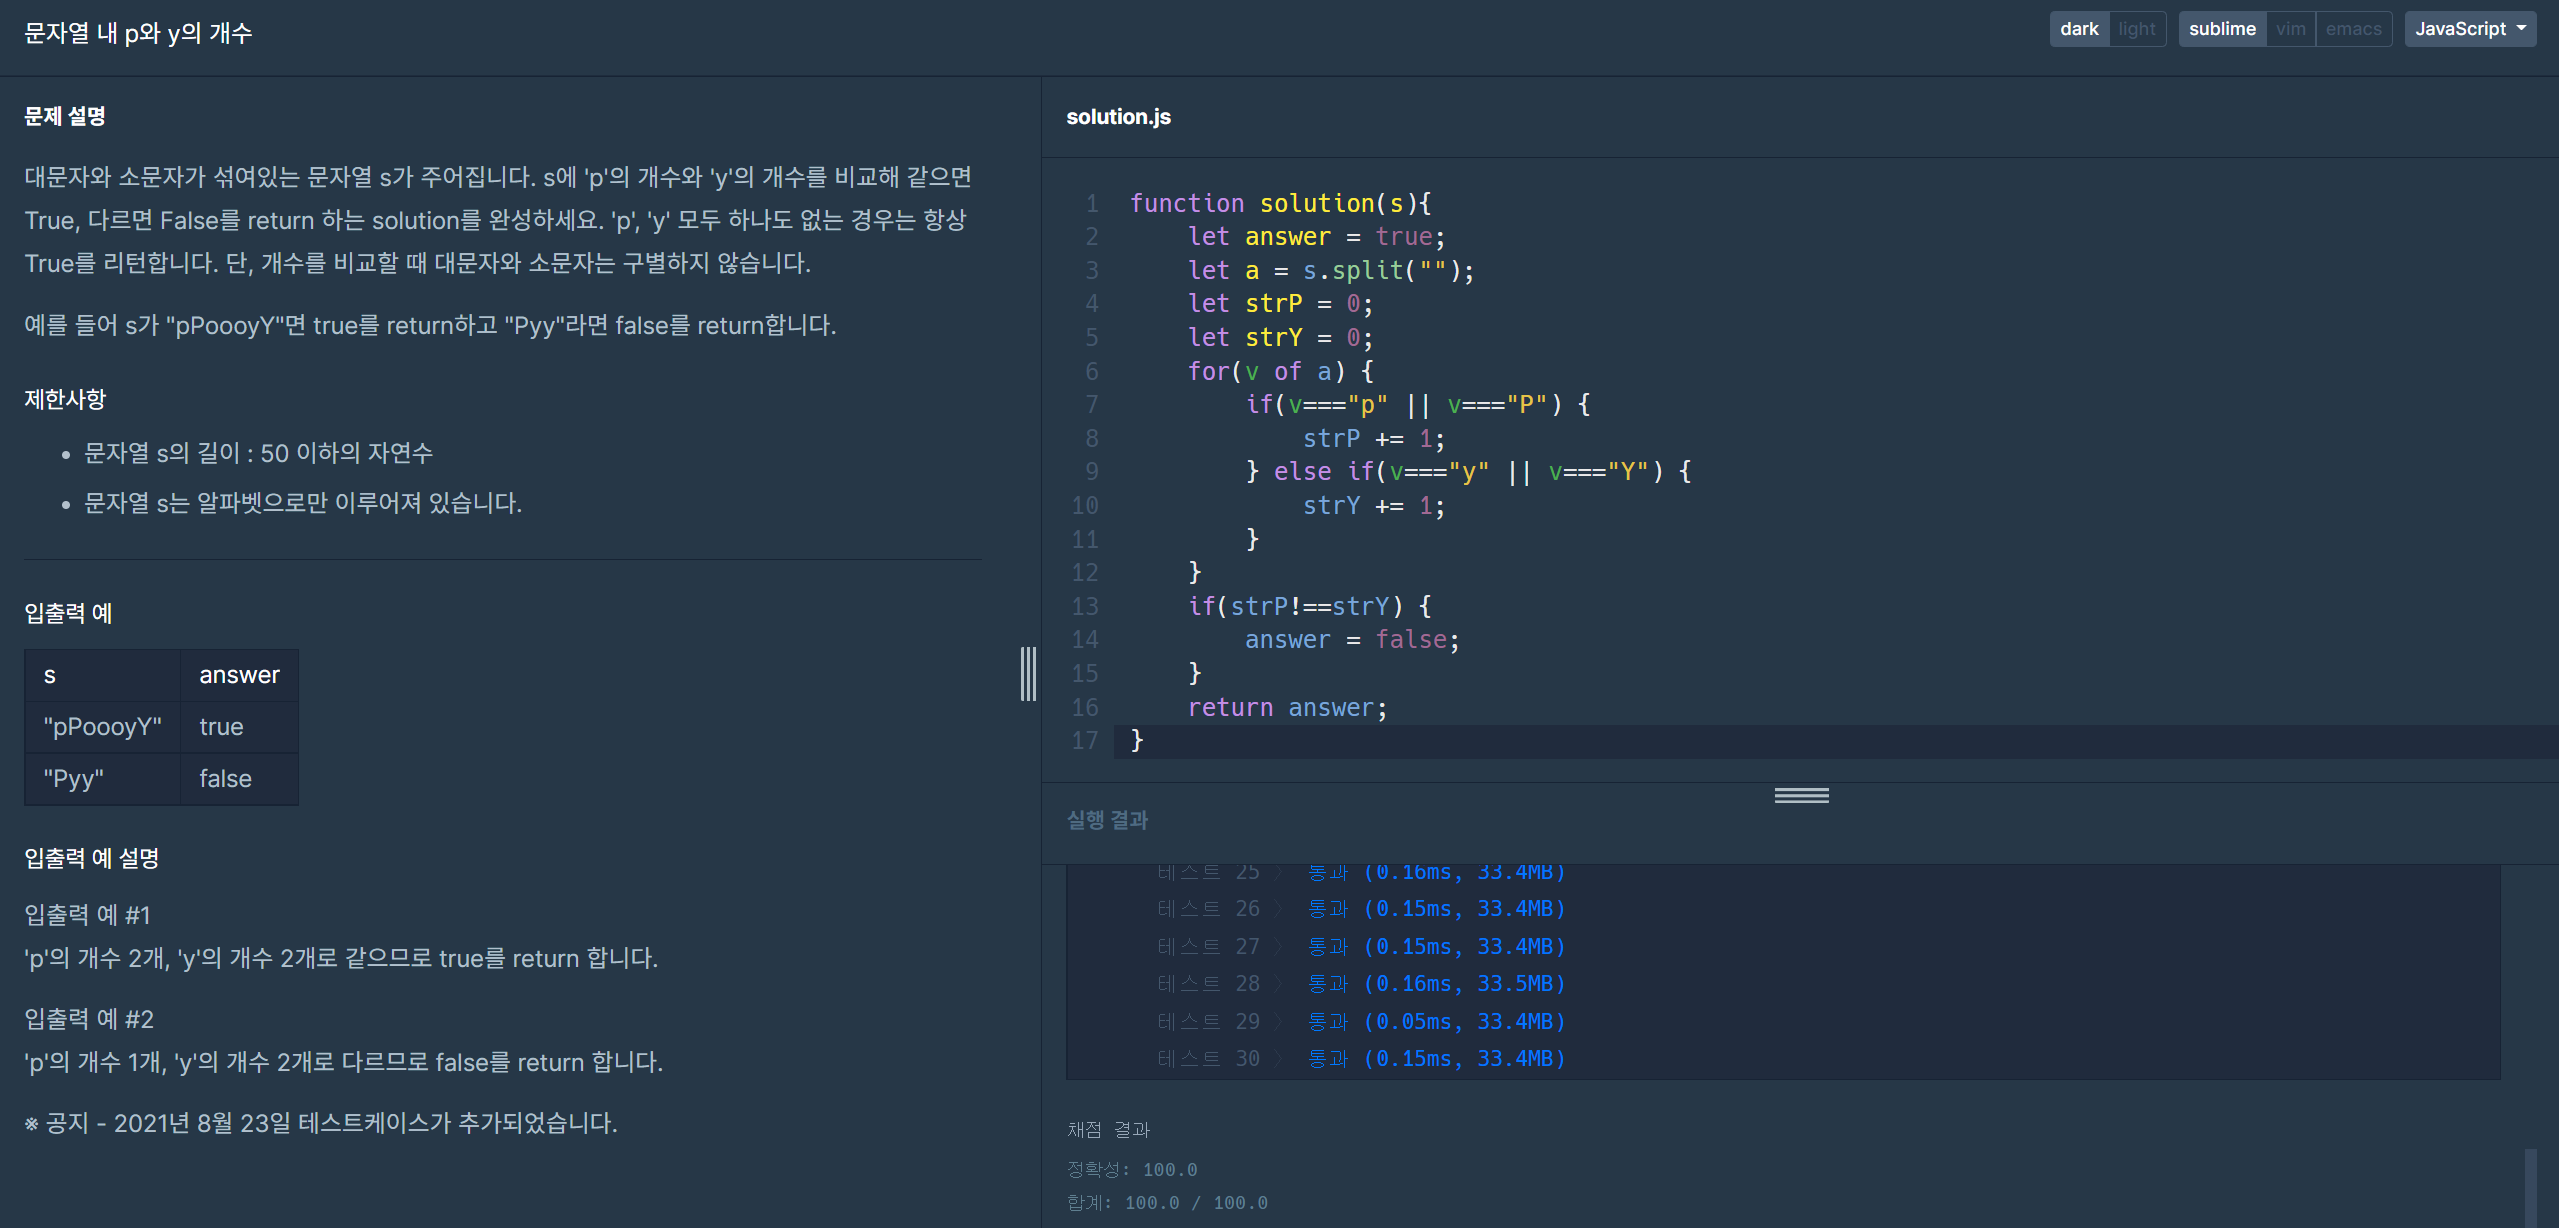 문자열 내 p와 y의 개수
dark light sublime vim emacs JavaScript
문제 설명
대문자와 소문자가 섞여있는 문자열 s가 주어집니다. s에 'p'의 개수와 'y'의 개수를 비교해 같으면
True, 다르면 False를 return 하는 solution를 완성하세요. 'p', 'y' 모두 하나도 없는 경우는 항상
True를 리턴합니다. 단, 개수를 비교할 때 대문자와 소문자는 구별하지 않습니다.
예를 들어 s가 "pPoooyY"면 true를 return하고 "Pyy"라면 false를 return합니다.
제한사항
• 문자열 s의 길이 : 50 이하의 자연수
• 문자열 s는 알파벳으로만 이루어져 있습니다.
입출력 예
s answer
"pPoooyY" true
"Pyy" false
입출력 예 설명
입출력 예 #1
'p'의 개수 2개, 'y'의 개수 2개로 같으므로 true를 return 합니다.
입출력 예 #2
'p'의 개수 1개, 'y'의 개수 2개로 다르므로 false를 return 합니다.
※ 공지 - 2021년 8월 23일 테스트케이스가 추가되었습니다.
solution.js
1 function solution(s){
2     let answer = true;
3     let a = s.split("");
4     let strP = 0;
5     let strY = 0;
6     for(v of a) {
7         if(v==="p" || v==="P") {
8             strP += 1;
9         } else if(v==="y" || v==="Y") {
10             strY += 1;
11         }
12     }
13     if(strP!==strY) {
14         answer = false;
15     }
16     return answer;
17 }
실행 결과
테스트 25 〉 통과 (0.16ms, 33.4MB)
테스트 26 〉 통과 (0.15ms, 33.4MB)
테스트 27 〉 통과 (0.15ms, 33.4MB)
테스트 28 〉 통과 (0.16ms, 33.5MB)
테스트 29 〉 통과 (0.05ms, 33.4MB)
테스트 30 〉 통과 (0.15ms, 33.4MB)
채점 결과
정확성: 100.0
합계: 100.0 / 100.0